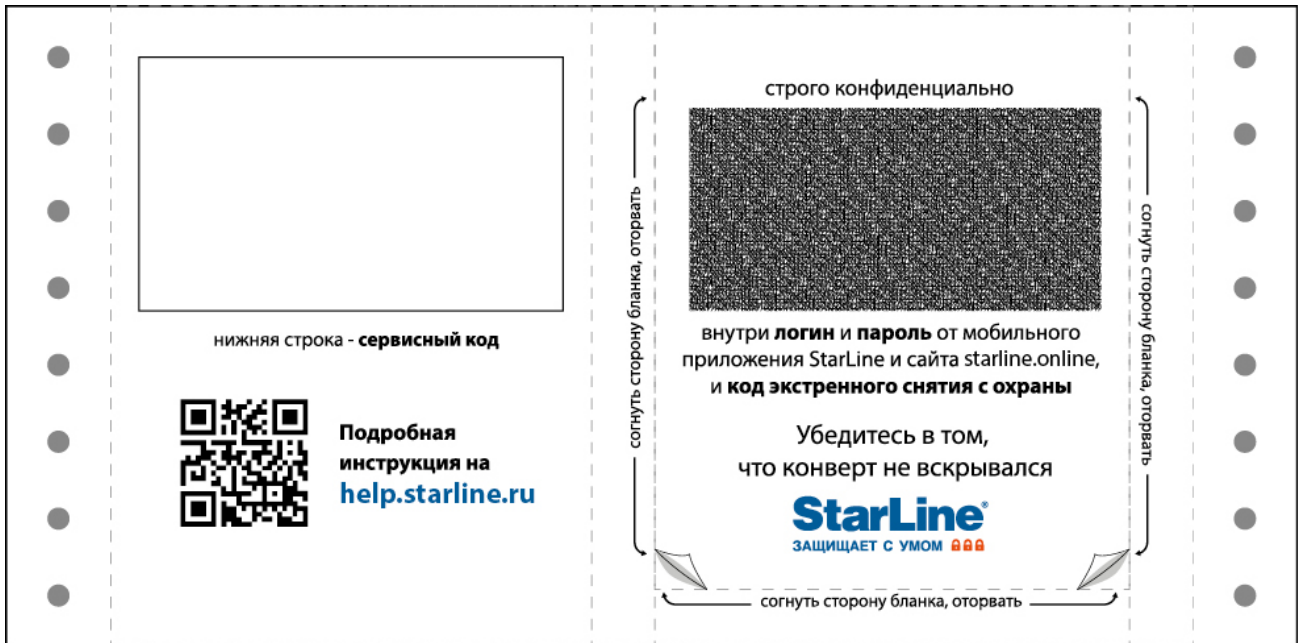 нижняя строка - сервисный код
Подробная
инструкция на
help.starline.ru
согнуть сторону бланка, оторвать
строго конфиденциально
внутри логин и пароль от мобильного
приложения StarLine и сайта starline.online,
и код экстренного снятия с охраны
Убедитесь в том,
что конверт не вскрывался
StarLine®
ЗАЩИЩАЕТ С УМОМ
согнуть сторону бланка, оторвать
согнуть сторону бланка, оторвать